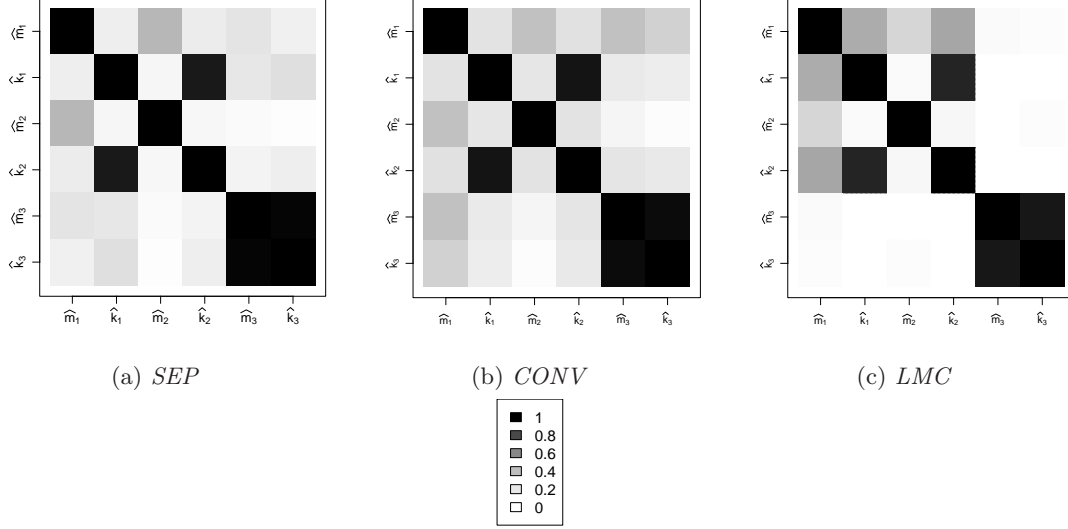 m̂₁
k̂₁
m̂₂
k̂₂
m̂₃
k̂₃
m̂₁ k̂₁ m̂₂ k̂₂ m̂₃ k̂₃
m̂₁
k̂₁
m̂₂
k̂₂
m̂₃
k̂₃
m̂₁ k̂₁ m̂₂ k̂₂ m̂₃ k̂₃
m̂₁
k̂₁
m̂₂
k̂₂
m̂₃
k̂₃
m̂₁ k̂₁ m̂₂ k̂₂ m̂₃ k̂₃
(a) SEP
(b) CONV
(c) LMC
1
0.8
0.6
0.4
0.2
0